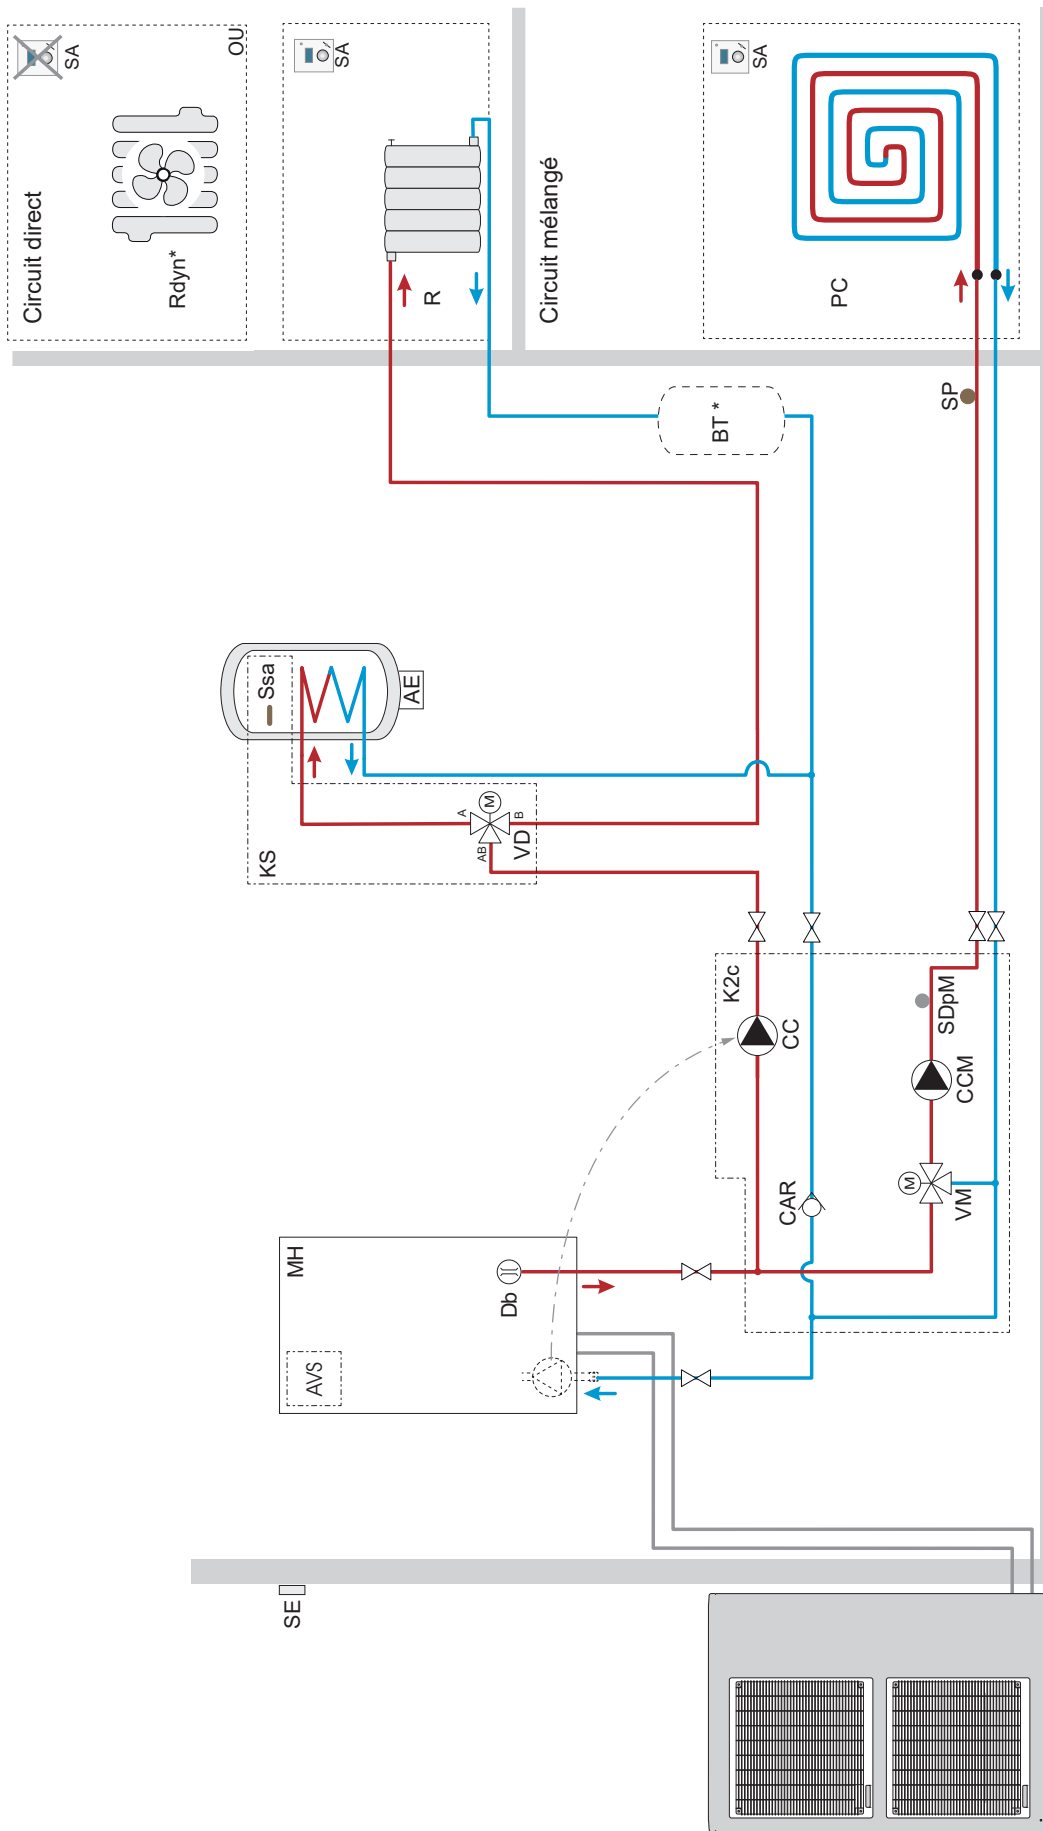 Circuit direct
SA
OU
Rdyn*
SA
R
Circuit mélangé
SA
PC
SP
BT *
Ssa
AE
KS
A
M
B
AB
VD
K2c
CC
SDpM
CCM
CAR
M
VM
MH
Db
AVS
SE